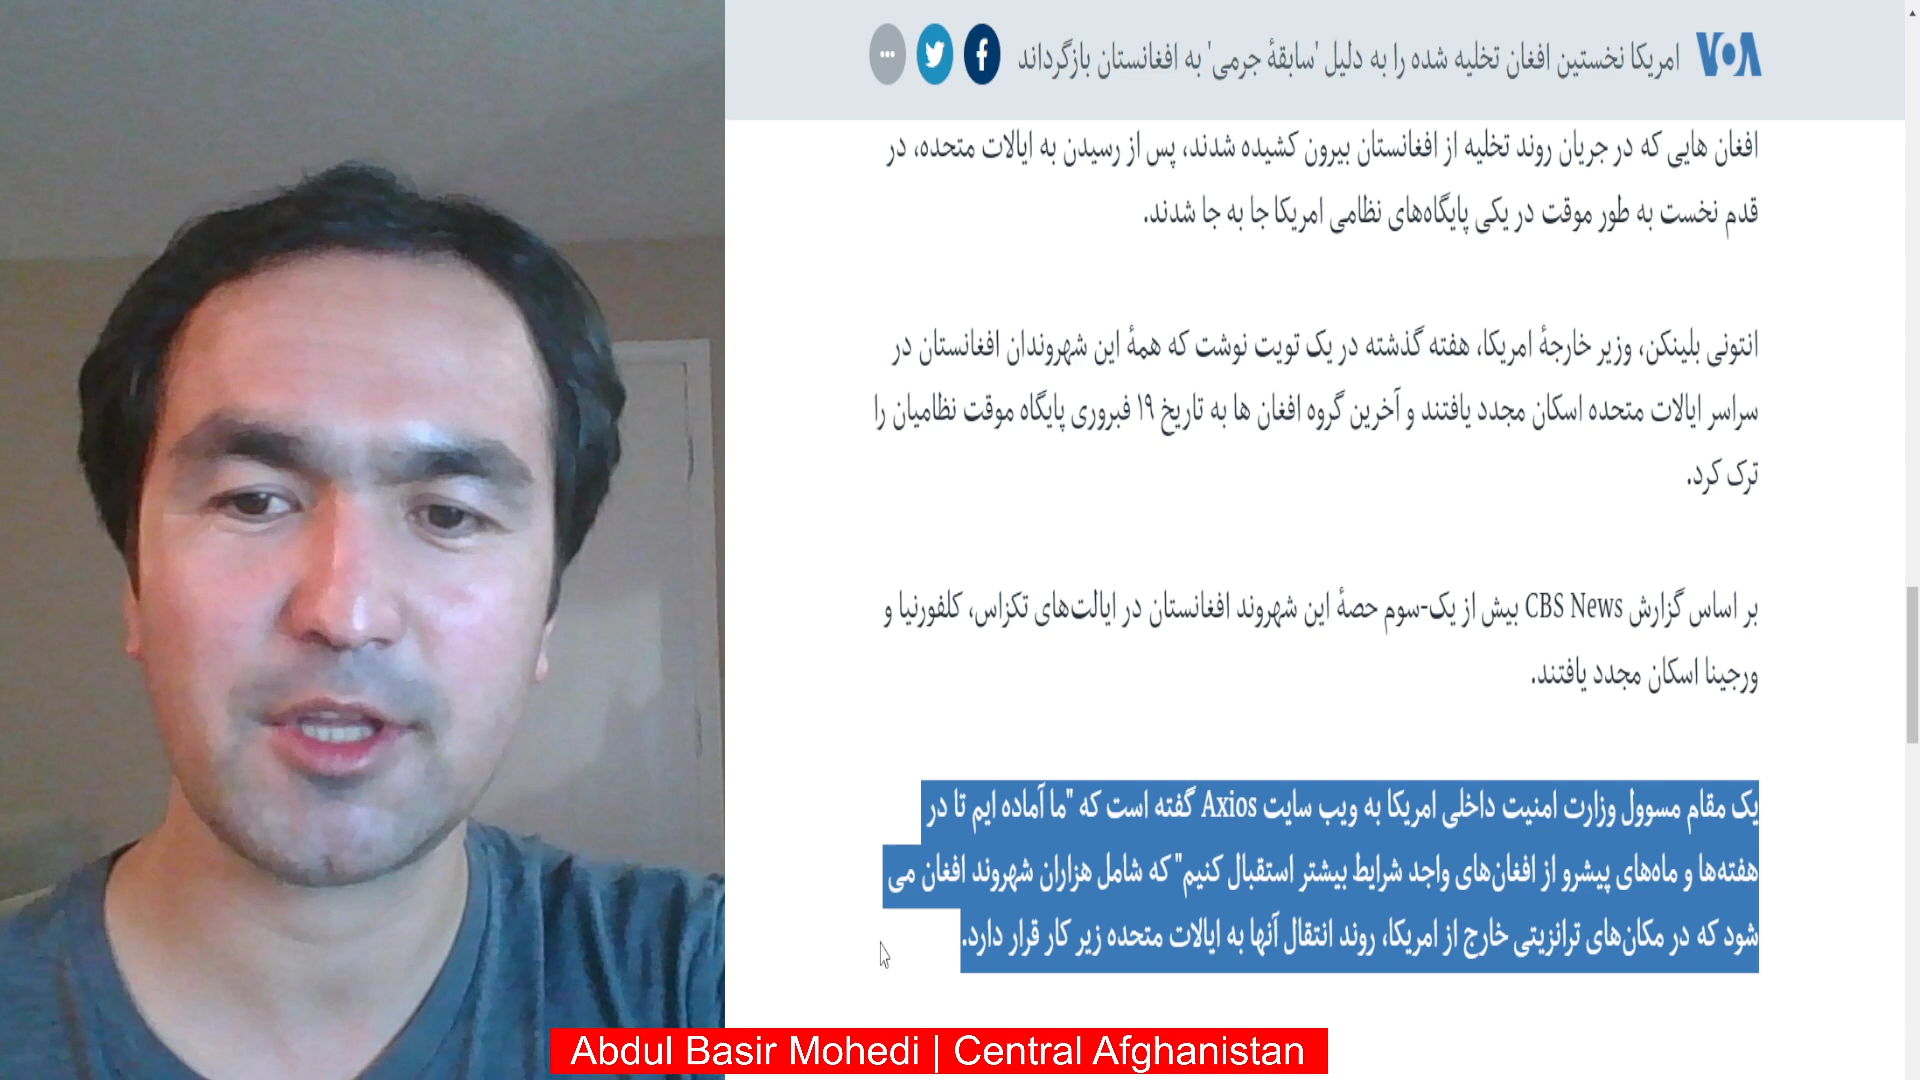 امریکا نخستین افغان تخلیه شده را به دلیل 'سابقهٔ جرمی' به افغانستان بازگرداند VOA
افغان هایی که در جریان روند تخلیه از افغانستان بیرون کشیده شدند، پس از رسیدن به ایالات متحده، در
قدم نخست به طور موقت در یکی پایگاه‌های نظامی امریکا جا به جا شدند.
انتونی بلینکن، وزیر خارجهٔ امریکا، هفته گذشته در یک تویت نوشت که همهٔ این شهروندان افغانستان در
سراسر ایالات متحده اسکان مجدد یافتند و آخرین گروه افغان ها به تاریخ ۱۹ فبروری پایگاه موقت نظامیان را
ترک کرد.
بر اساس گزارش CBS News بیش از یک-سوم حصهٔ این شهروند افغانستان در ایالت‌های تکزاس، کلفورنیا و
ورجینا اسکان مجدد یافتند.
یک مقام مسوول وزارت امنیت داخلی امریکا به ویب سایت Axios گفته است که "ما آماده ایم تا در
هفته‌ها و ماه‌های پیشرو از افغان‌های واجد شرایط بیشتر استقبال کنیم" که شامل هزاران شهروند افغان می
شود که در مکان‌های ترانزیتی خارج از امریکا، روند انتقال آنها به ایالات متحده زیر کار قرار دارد.
Abdul Basir Mohedi | Central Afghanistan